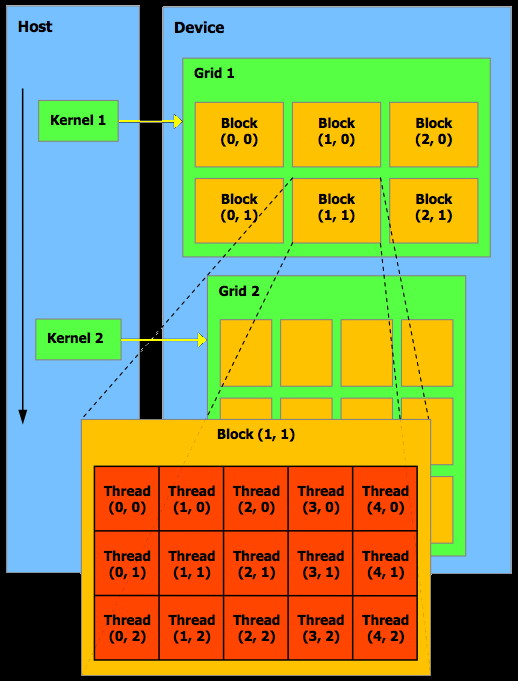 Host
Device
Grid 1
Kernel 1
Block Block Block
(0, 0) (1, 0) (2, 0)
Block Block Block
(0, 1) (1, 1) (2, 1)
Grid 2
Kernel 2
Block (1, 1)
Thread Thread Thread Thread Thread
(0, 0) (1, 0) (2, 0) (3, 0) (4, 0)
Thread Thread Thread Thread Thread
(0, 1) (1, 1) (2, 1) (3, 1) (4, 1)
Thread Thread Thread Thread Thread
(0, 2) (1, 2) (2, 2) (3, 2) (4, 2)